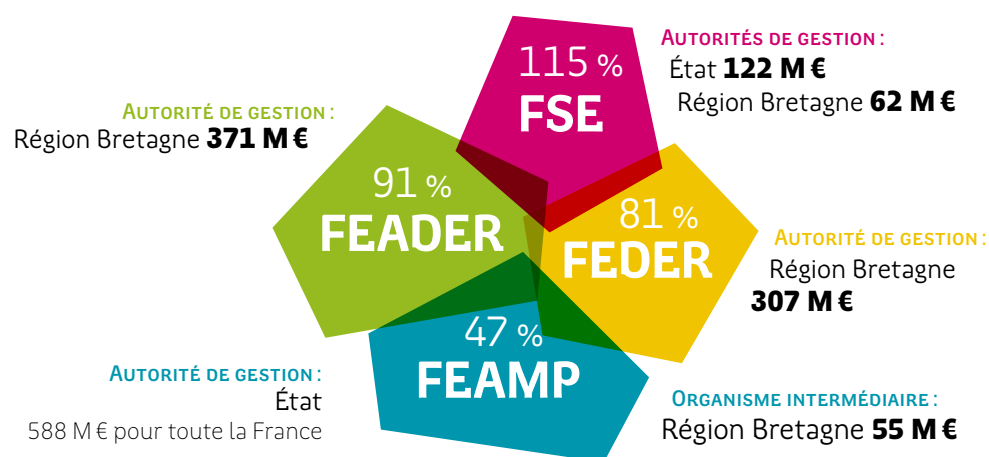 115 %
FSE
AUTORITÉS DE GESTION :
État 122 M €
Région Bretagne 62 M €
AUTORITÉ DE GESTION :
Région Bretagne 371 M €
91 %
FEADER
81 %
FEDER
AUTORITÉ DE GESTION :
Région Bretagne
307 M €
47 %
FEAMP
AUTORITÉ DE GESTION :
État
588 M € pour toute la France
ORGANISME INTERMÉDIAIRE :
Région Bretagne 55 M €